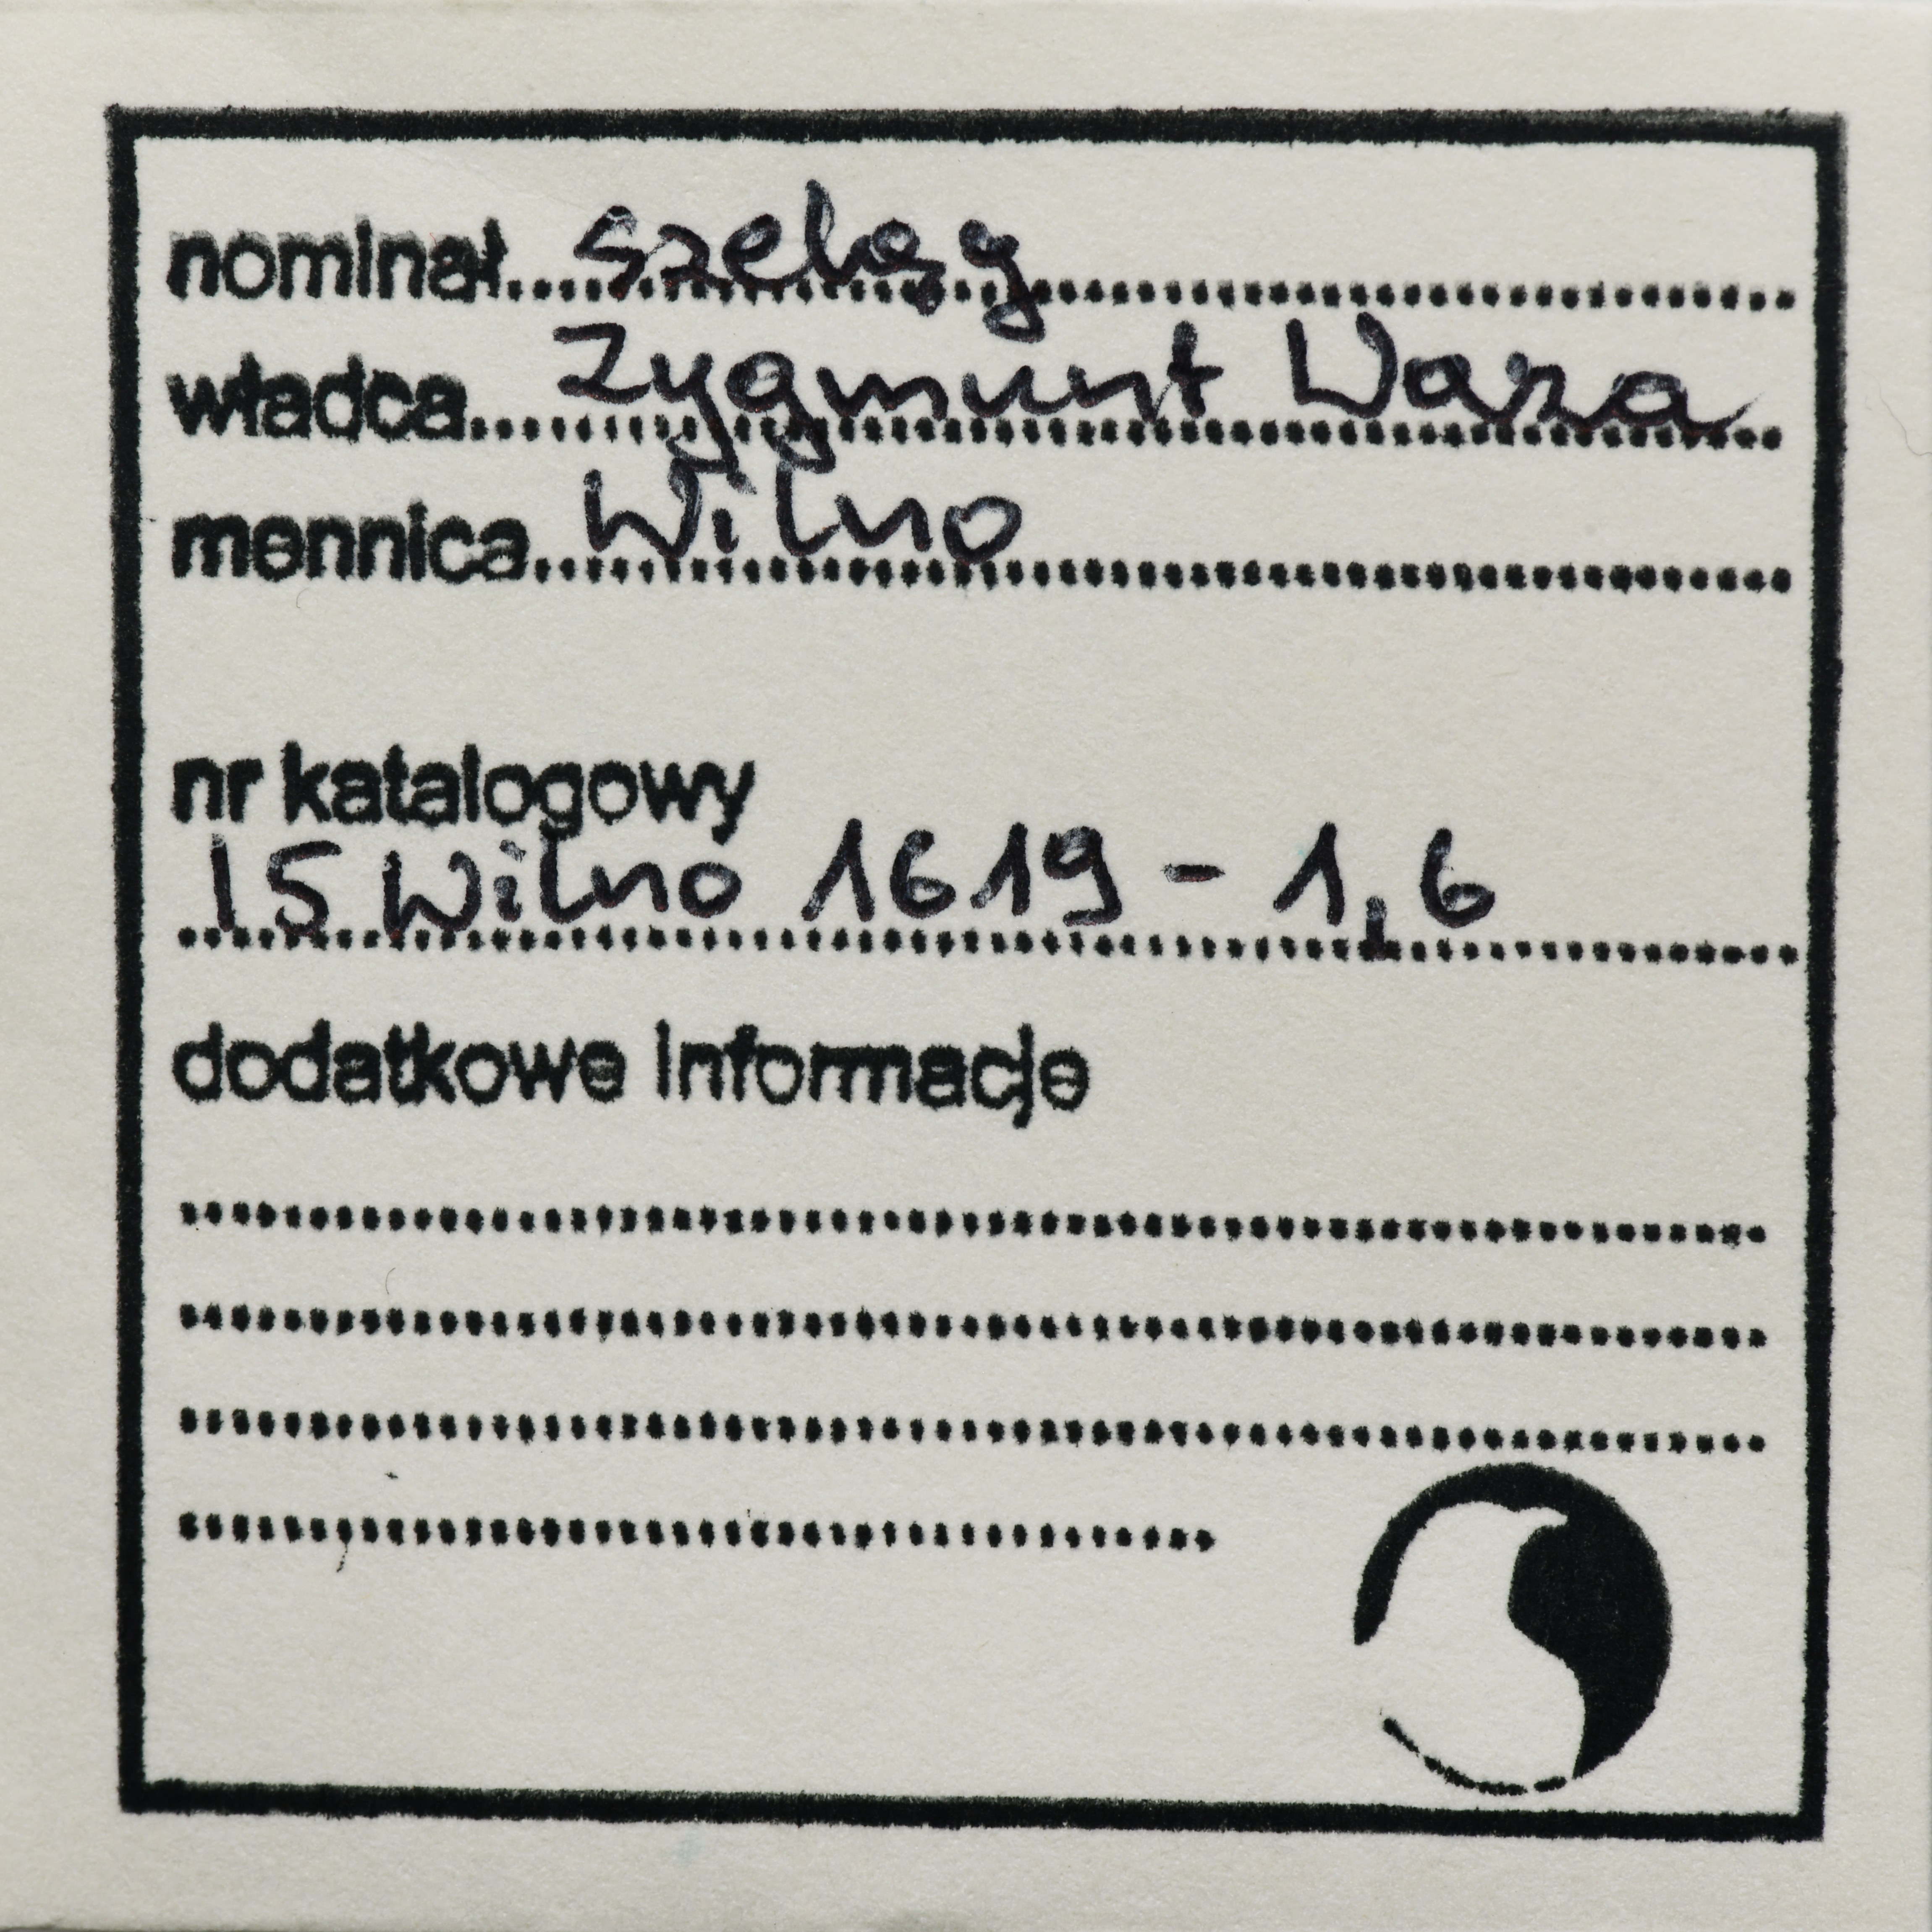 nominał...szeląg
władca...Zygmunt Waza
mennica...Wilno
nr katalogowy
15 Wilno 1619 - 1,6
dodatkowe informacje